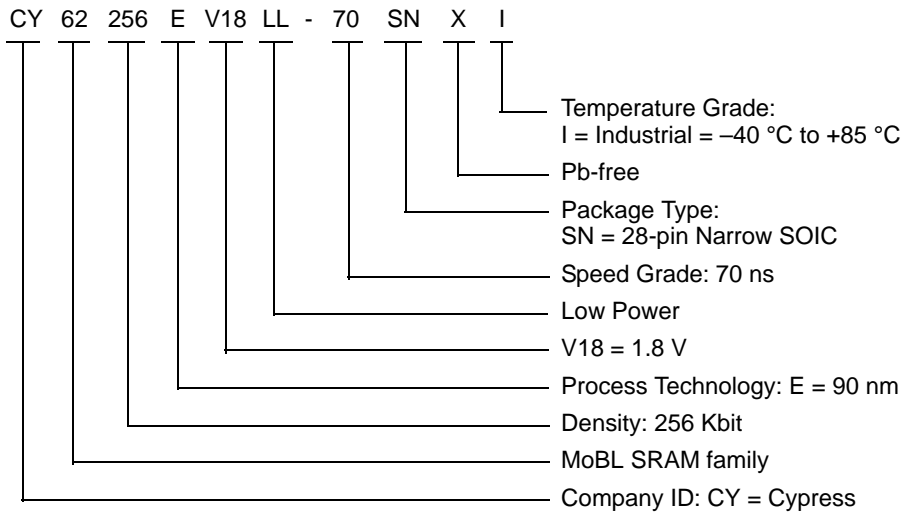 CY 62 256 E V18 LL - 70 SN X I
Temperature Grade:
I = Industrial = –40 °C to +85 °C
Pb-free
Package Type:
SN = 28-pin Narrow SOIC
Speed Grade: 70 ns
Low Power
V18 = 1.8 V
Process Technology: E = 90 nm
Density: 256 Kbit
MoBL SRAM family
Company ID: CY = Cypress